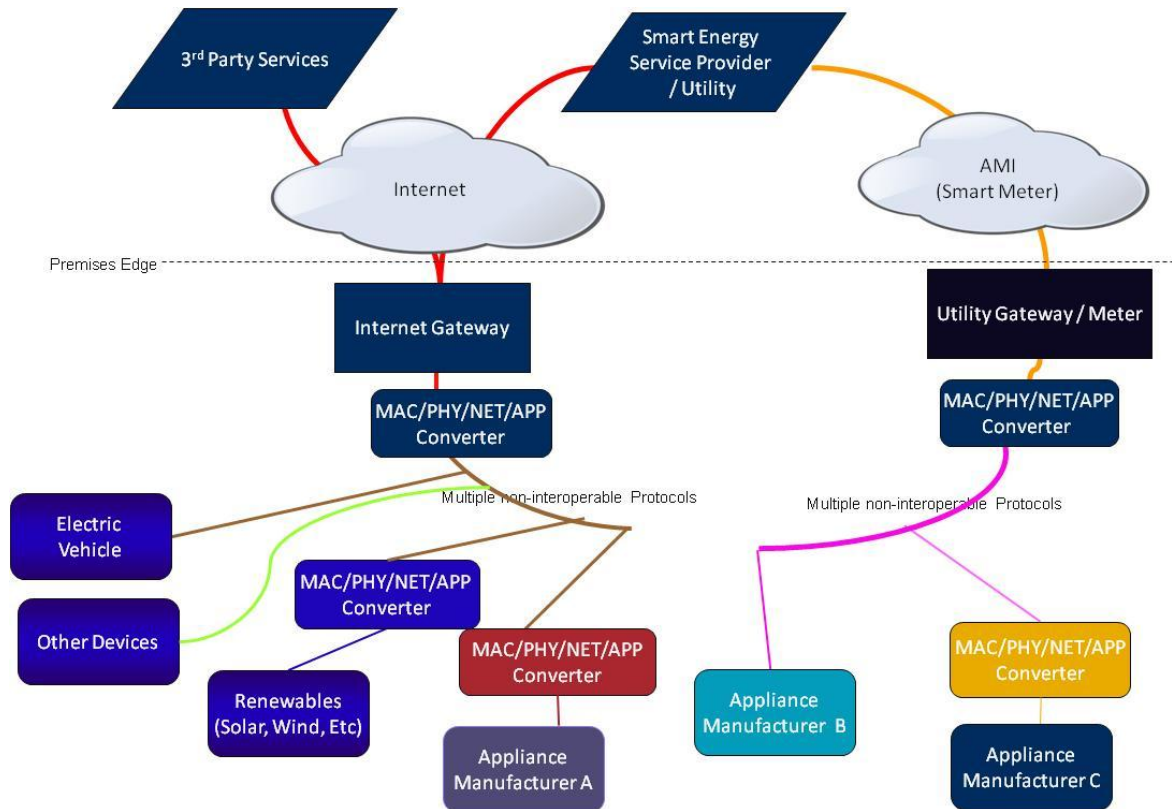 3rd Party Services
Smart Energy
Service Provider
/ Utility
Internet
AMI
(Smart Meter)
Premises Edge
Internet Gateway
Utility Gateway / Meter
MAC/PHY/NET/APP
Converter
MAC/PHY/NET/APP
Converter
Multiple non-interoperable Protocols
Multiple non-interoperable Protocols
Electric
Vehicle
MAC/PHY/NET/APP
Converter
Other Devices
MAC/PHY/NET/APP
Converter
MAC/PHY/NET/APP
Converter
Renewables
(Solar, Wind, Etc)
Appliance
Manufacturer B
Appliance
Manufacturer A
Appliance
Manufacturer C